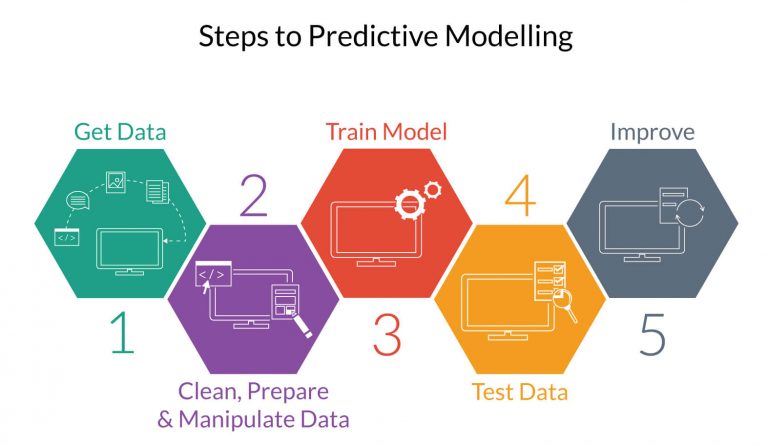 Steps to Predictive Modelling
Get Data
1
2
Clean, Prepare
& Manipulate Data
Train Model
3
4
Test Data
Improve
5
</>
</>